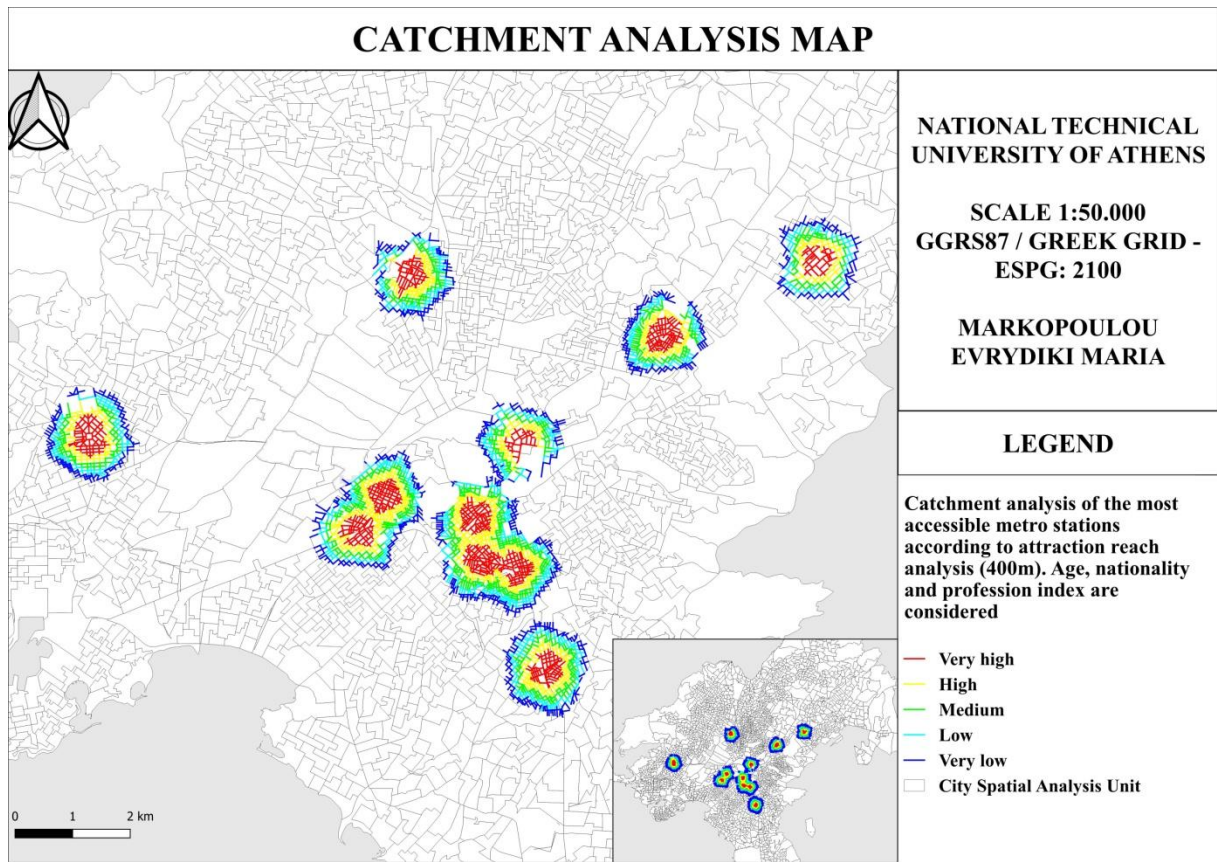 CATCHMENT ANALYSIS MAP
NATIONAL TECHNICAL
UNIVERSITY OF ATHENS
SCALE 1:50.000
GGRS87 / GREEK GRID -
ESPG: 2100
MARKOPOULOU
EVRYDIKI MARIA
LEGEND
Catchment analysis of the most
accessible metro stations
according to attraction reach
analysis (400m). Age, nationality
and profession index are
considered
Very high
High
Medium
Low
Very low
City Spatial Analysis Unit
0 1 2 km